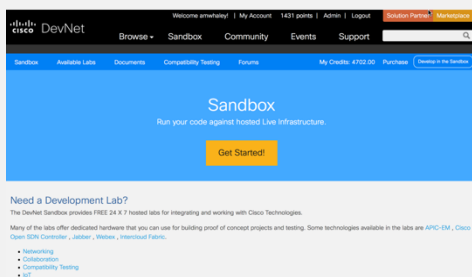 Welcome amwhaley! | My Account 1431 points | Admin | Logout Solution Partner Marketplace
CISCO DevNet
Browse Sandbox Community Events Support
Sandbox Available Labs Documents Compatibility Testing Forums My Credits: 4702.00 Purchase Develop in the Sandbox
Sandbox
Run your code against hosted Live Infrastructure.
Get Started!
Need a Development Lab?
The DevNet Sandbox provides FREE 24 X 7 hosted labs for integrating and working with Cisco Technologies.
Many of the labs offer dedicated hardware that you can use for building proof of concept projects and testing. Some technologies available in the labs are APIC-EM , Cisco
Open SDN Controller , Jabber , Webex , Intercloud Fabric.
• Networking
• Collaboration
• Compatibility Testing
• IoT